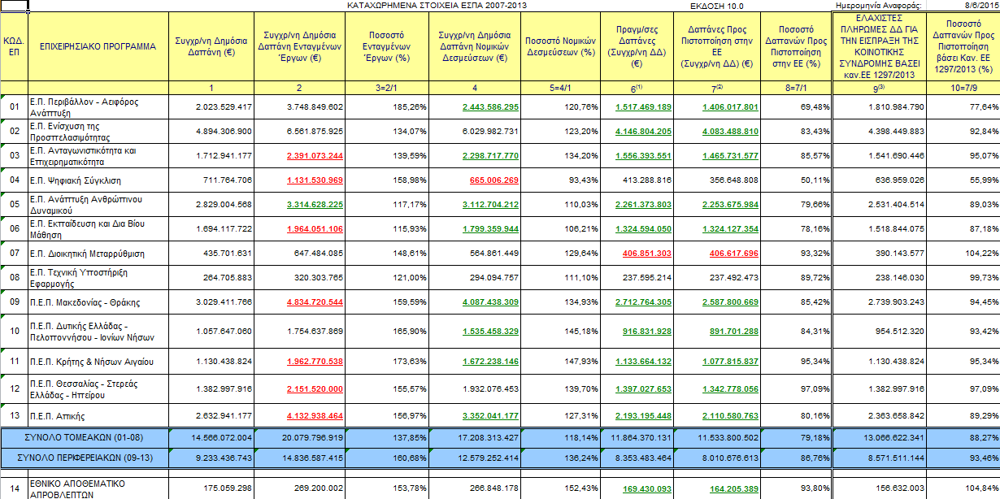 ΚΑΤΑΧΩΡΗΜΕΝΑ ΣΤΟΙΧΕΙΑ ΕΣΠΑ 2007-2013 ΕΚΔΟΣΗ 10.0 Ημερομηνία Αναφοράς: 8/6/2015
ΚΩΔ. ΕΠ
ΕΠΙΧΕΙΡΗΣΙΑΚΟ ΠΡΟΓΡΑΜΜΑ
Συγχρ/νη Δημόσια
Δαπάνη (€)
Συγχρ/νη Δημόσια
Δαπάνη Ενταγμένων
Έργων (€)
Ποσοστό
Ενταγμένων
Έργων (%)
Συγχρ/νη Δημόσια
Δαπάνη Νομικών
Δεσμεύσεων (€)
Ποσοστό Νομικών
Δεσμεύσεων (%)
Πραγμ/σες
Δαπάνες
(Συγχρ/νη ΔΔ)
(€)
Δαπάνες Προς
Πιστοποίηση στην
ΕΕ
(Συγχρ/νη ΔΔ) (€)
Ποσοστό
Δαπανών Προς
Πιστοποίηση
στην ΕΕ (%)
ΕΛΑΧΙΣΤΕΣ
ΠΛΗΡΩΜΕΣ ΔΔ ΓΙΑ
ΤΗΝ ΕΙΣΠΡΑΞΗ ΤΗΣ
ΚΟΙΝΟΤΙΚΗΣ
ΣΥΝΔΡΟΜΗΣ ΒΑΣΕΙ
καν.ΕΕ 1297/2013
Ποσοστό
Δαπανών Προς
Πιστοποίηση
βάσει Καν. ΕΕ
1297/2013 (%)
1 2 3=2/1 4 5=4/1 6(1) 7(2) 8=7/1 9(3) 10=7/9
01 Ε.Π. Περιβάλλον - Αειφόρος
Ανάπτυξη 2.023.529.417 3.748.849.602 185,26% 2.443.586.295 120,76% 1.517.469.189 1.406.017.801 69,48% 1.810.984.790 77,64%
02 Ε.Π. Ενίσχυση της
Προσπελασιμότητας 4.894.306.900 6.561.875.925 134,07% 6.029.982.731 123,20% 4.146.804.205 4.083.488.810 83,43% 4.398.449.883 92,84%
03 Ε.Π. Ανταγωνιστικότητα και
Επιχειρηματικότητα 1.712.941.177 2.391.073.244 139,59% 2.298.717.770 134,20% 1.556.393.551 1.465.731.577 85,57% 1.541.690.446 95,07%
04 Ε.Π. Ψηφιακή Σύγκλιση 711.764.706 1.131.530.969 158,98% 665.006.269 93,43% 413.288.816 356.648.808 50,11% 636.959.026 55,99%
05 Ε.Π. Ανάπτυξη Ανθρώπινου
Δυναμικού 2.829.004.568 3.314.628.225 117,17% 3.112.704.212 110,03% 2.261.373.803 2.253.675.984 79,66% 2.531.404.514 89,03%
06 Ε.Π. Εκπαίδευση και Δια Βίου
Μάθηση 1.694.117.722 1.964.051.106 115,93% 1.799.359.944 106,21% 1.324.594.050 1.324.127.354 78,16% 1.518.844.075 87,18%
07 Ε.Π. Διοικητική Μεταρρύθμιση 435.701.631 647.484.085 148,61% 564.861.449 129,64% 406.851.303 406.617.696 93,32% 390.143.577 104,22%
08 Ε.Π. Τεχνική Υποστήριξη
Εφαρμογής 264.705.883 320.303.765 121,00% 294.094.757 111,10% 237.595.214 237.492.473 89,72% 238.146.030 99,73%
09 Π.Ε.Π. Μακεδονίας - Θράκης 3.029.411.766 4.834.720.544 159,59% 4.087.438.309 134,93% 2.712.764.305 2.587.800.669 85,42% 2.739.903.243 94,45%
10 Π.Ε.Π. Δυτικής Ελλάδας -
Πελοποννήσου - Ιονίων Νήσων 1.057.647.060 1.754.637.869 165,90% 1.535.458.329 145,18% 916.831.928 891.701.288 84,31% 954.512.320 93,42%
11 Π.Ε.Π. Κρήτης & Νήσων Αιγαίου 1.130.438.824 1.962.770.538 173,63% 1.672.238.146 147,93% 1.133.664.132 1.077.815.837 95,34% 1.130.438.824 95,34%
12 Π.Ε.Π. Θεσσαλίας - Στερεάς
Ελλάδας - Ηπείρου 1.382.997.916 2.151.520.000 155,57% 1.932.076.453 139,70% 1.397.027.653 1.342.778.056 97,09% 1.382.997.916 97,09%
13 Π.Ε.Π. Αττικής 2.632.941.177 4.132.938.464 156,97% 3.352.041.177 127,31% 2.193.195.448 2.110.580.763 80,16% 2.363.658.842 89,29%
ΣΥΝΟΛΟ ΤΟΜΕΑΚΩΝ (01-08) 14.566.072.004 20.079.796.919 137,85% 17.208.313.427 118,14% 11.864.370.131 11.533.800.502 79,18% 13.066.622.341 88,27%
ΣΥΝΟΛΟ ΠΕΡΙΦΕΡΕΙΑΚΩΝ (09-13) 9.233.436.743 14.836.587.415 160,68% 12.579.252.414 136,24% 8.353.483.464 8.010.676.613 86,76% 8.571.511.144 93,46%
14 ΕΘΝΙΚΟ ΑΠΟΘΕΜΑΤΙΚΟ
ΑΠΡΟΒΛΕΠΤΩΝ 175.059.298 269.200.002 153,78% 266.848.178 152,43% 169.430.093 164.205.389 93,80% 156.632.003 104,84%